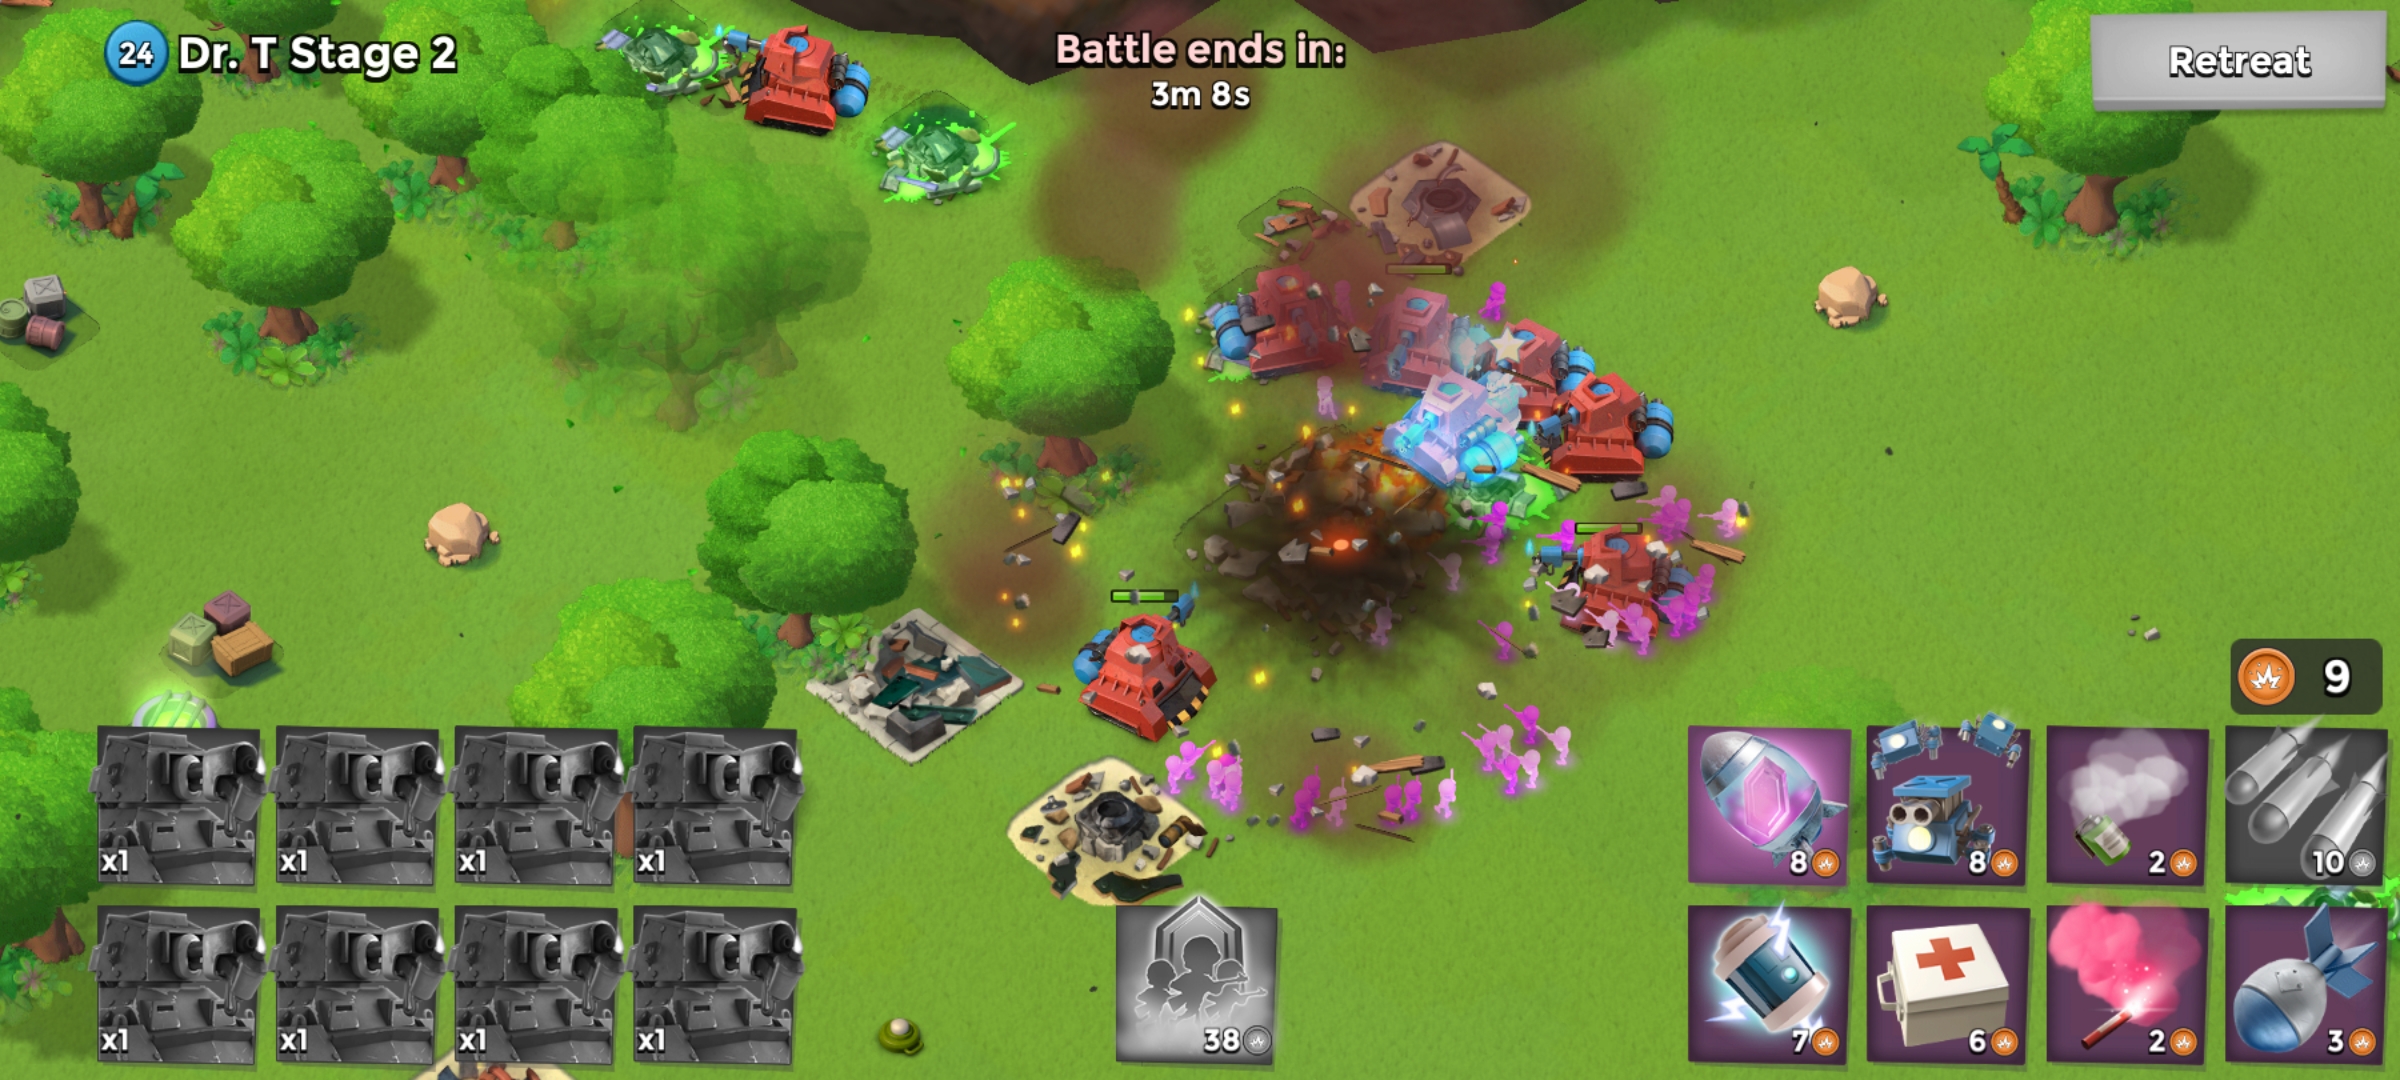 24 Dr. T Stage 2
Battle ends in:
3m 8s
Retreat
9
x1 x1 x1 x1
8 8 2 10
x1 x1 x1 x1
38
7 6 2 3